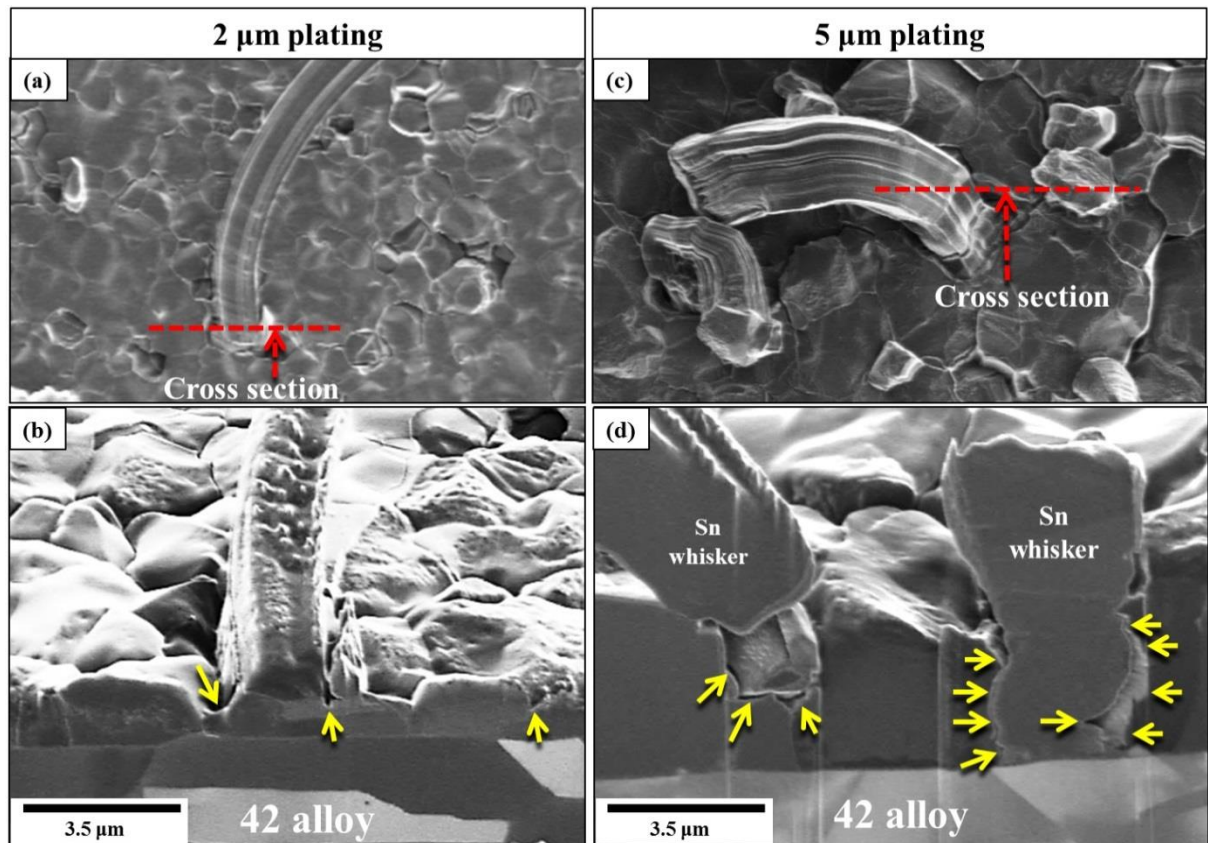 2 μm plating
5 μm plating
(a)
Cross section
(c)
Cross section
(b)
3.5 μm
42 alloy
(d)
Sn
whisker
Sn
whisker
3.5 μm
42 alloy